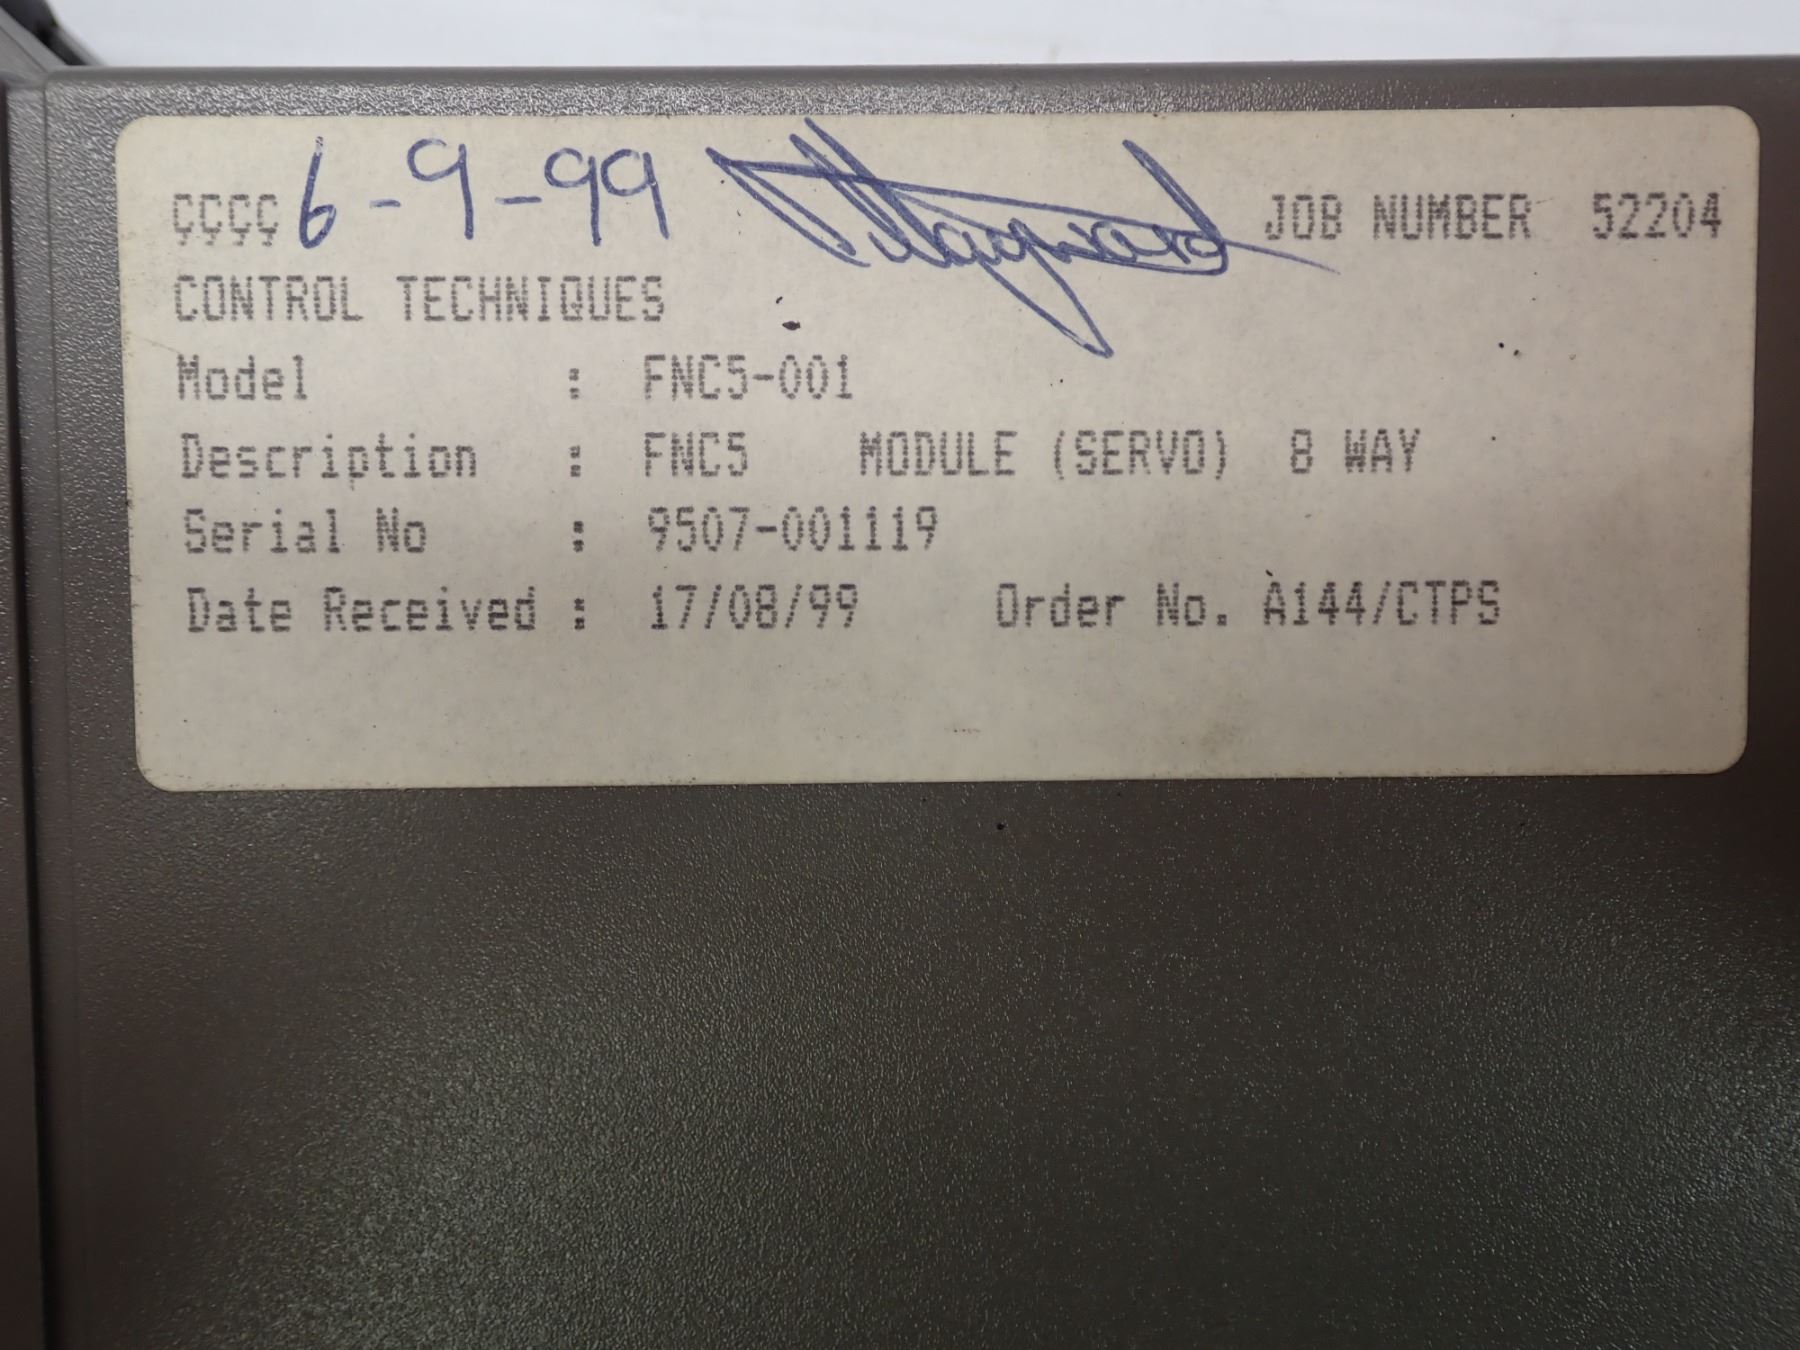 ÇÇÇÇ 6-9-99 JOB NUMBER 52204
CONTROL TECHNIQUES
Model : FNC5-001
Description : FNC5 MODULE (SERVO) 8 WAY
Serial No : 9507-001119
Date Received : 17/08/99 Order No. A144/CTPS